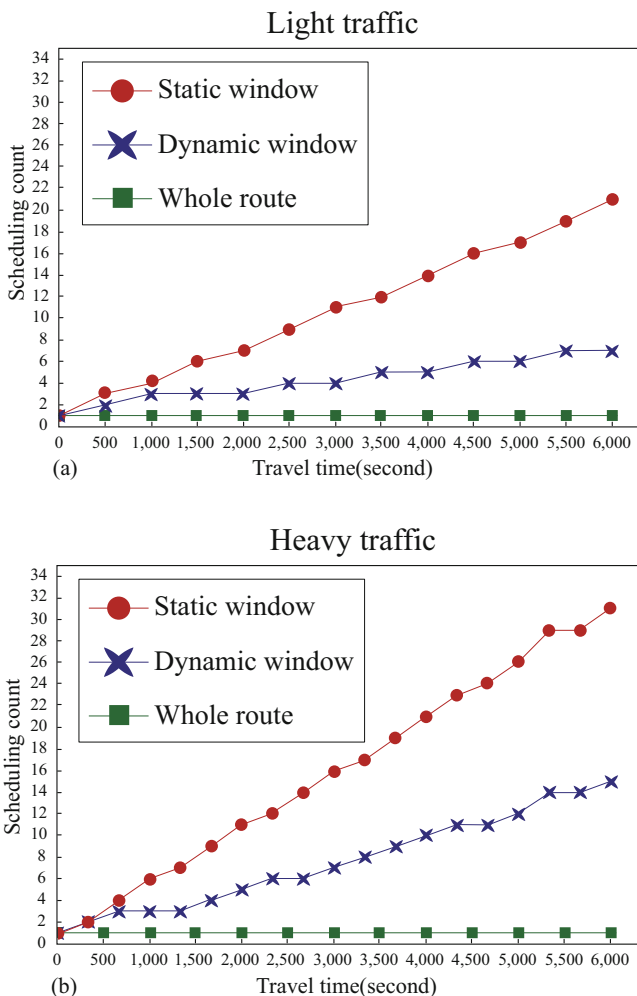 Light traffic
34
32
30
28
26
24
22
20
18
16
14
12
10
8
6
4
2
0
Scheduling count
Static window
Dynamic window
Whole route
0 500 1,000 1,500 2,000 2,500 3,000 3,500 4,000 4,500 5,000 5,500 6,000
(a) Travel time(second)
Heavy traffic
34
32
30
28
26
24
22
20
18
16
14
12
10
8
6
4
2
0
Scheduling count
Static window
Dynamic window
Whole route
0 500 1,000 1,500 2,000 2,500 3,000 3,500 4,000 4,500 5,000 5,500 6,000
(b) Travel time(second)